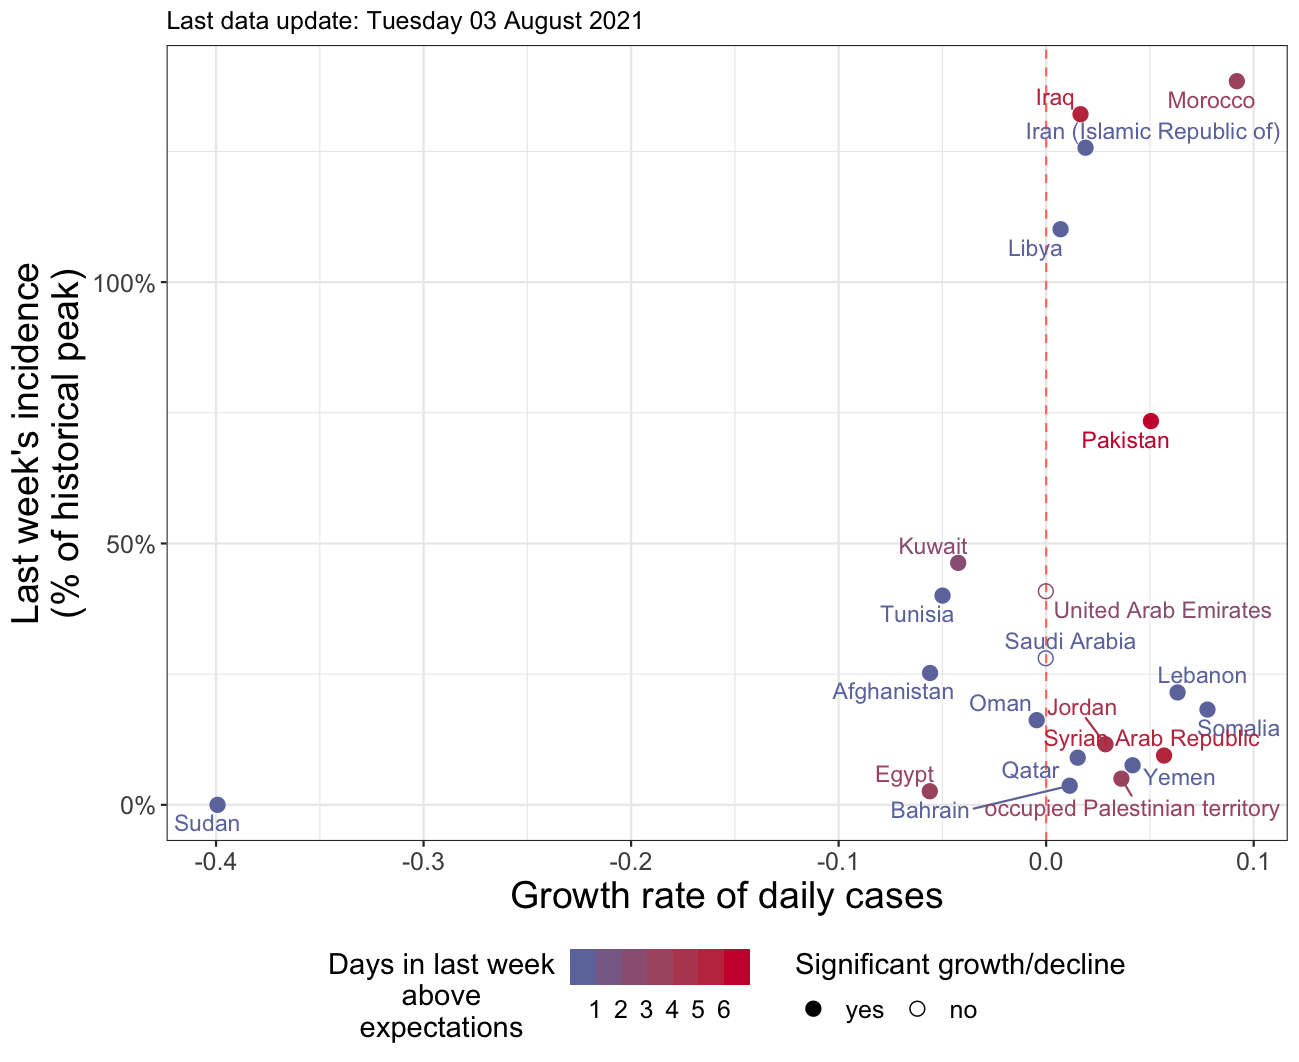 Last data update: Tuesday 03 August 2021
Last week's incidence
(% of historical peak)
100%
50%
0%
Iraq
Morocco
Iran (Islamic Republic of)
Libya
Pakistan
Kuwait
Tunisia
United Arab Emirates
Saudi Arabia
Afghanistan
Lebanon
Oman
Jordan
Somalia
Syrian Arab Republic
Egypt
Qatar
Yemen
Bahrain
occupied Palestinian territory
Sudan
-0.4 -0.3 -0.2 -0.1 0.0 0.1
Growth rate of daily cases
Days in last week
above
expectations
1 2 3 4 5 6
Significant growth/decline
yes no